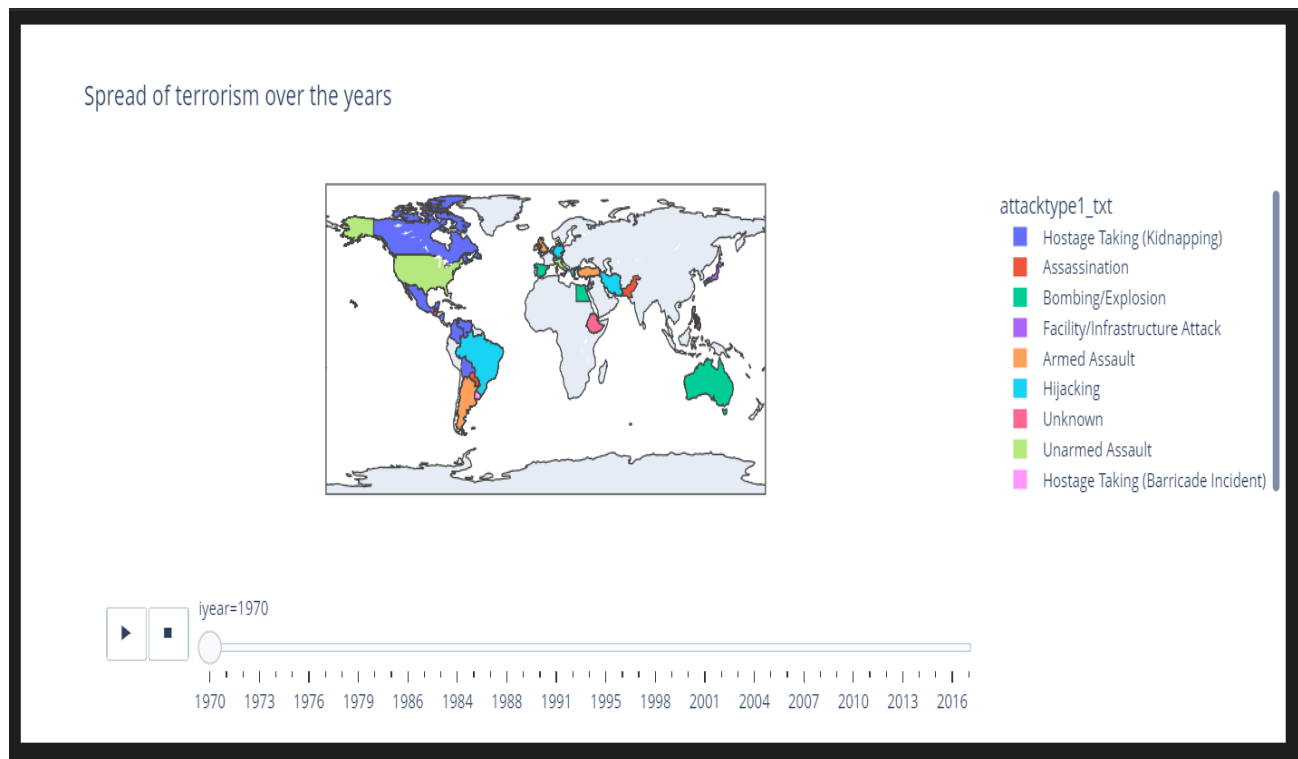 Spread of terrorism over the years
attacktype1_txt
Hostage Taking (Kidnapping)
Assassination
Bombing/Explosion
Facility/Infrastructure Attack
Armed Assault
Hijacking
Unknown
Unarmed Assault
Hostage Taking (Barricade Incident)
iyear=1970
1970 1973 1976 1979 1986 1984 1988 1991 1995 1998 2001 2004 2007 2010 2013 2016